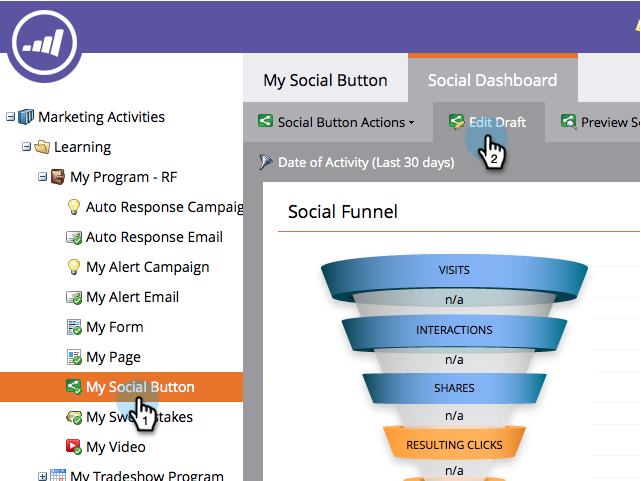 My Social Button
Social Dashboard
Marketing Activities
Social Button Actions
Edit Draft
Preview S
Learning
2
Date of Activity (Last 30 days)
My Program - RF
Auto Response Campaig
Social Funnel
Auto Response Email
My Alert Campaign
VISITS
My Alert Email
n/a
My Form
INTERACTIONS
My Page
n/a
My Social Button
SHARES
1
My Sw stakes
n/a
My Video
RESULTING CLICKS
My Tradeshow Program
n/a